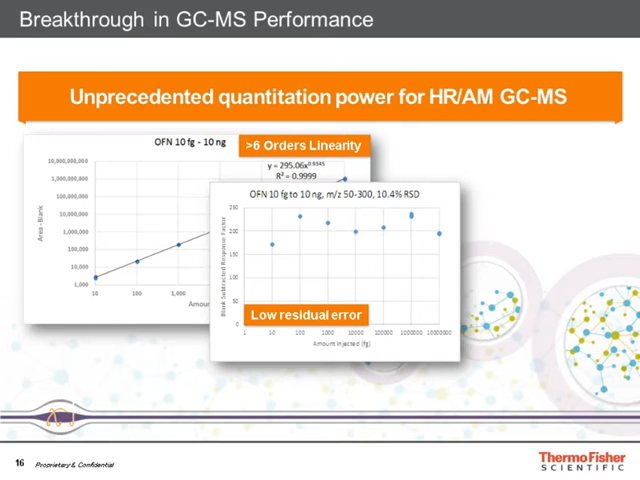 Breakthrough in GC-MS Performance
Unprecedented quantitation power for HR/AM GC-MS
OFN 10 fg - 10 ng
>6 Orders Linearity
y = 295.06x^0.9345
R² = 0.9999
10,000,000,000
1,000,000,000
100,000,000
10,000,000
1,000,000
100,000
10,000
1,000
Area - Blank
10
100
1,000
Amoun
OFN 10 fg to 10 ng, m/z 50-300, 10.4% RSD
250
200
150
100
50
0
Blank Subtracted Response Factor
Low residual error
1
10
100
1000
10000
100000
1000000
10000000
Amount Injected (fg)
16
Proprietary & Confidential
ThermoFisher
SCIENTIFIC